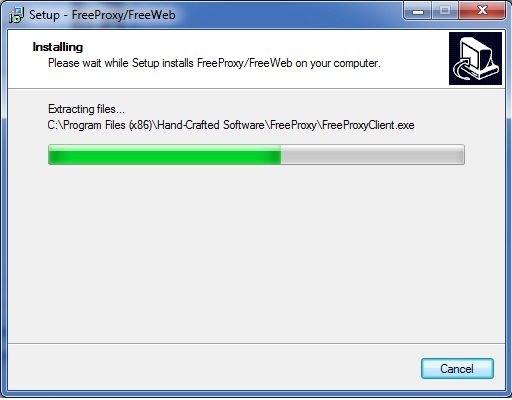 Setup - FreeProxy/FreeWeb
Installing
Please wait while Setup installs FreeProxy/FreeWeb on your computer.
Extracting files...
C:\Program Files (x86)\Hand-Crafted Software\FreeProxy\FreeProxyClient.exe
Cancel